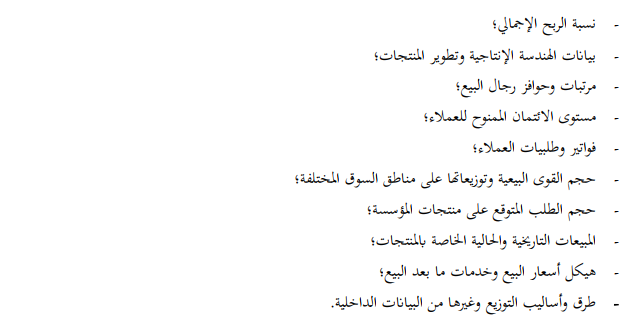 - نسبة الربح الإجمالي؛
- بيانات الهندسة الإنتاجية وتطوير المنتجات؛
- مرتبات وحوافز رجال البيع؛
- مستوى الائتمان الممنوح للعملاء؛
- فواتير وطلبيات العملاء؛
- حجم القوى البيعية وتوزيعاتها على مناطق السوق المختلفة؛
- حجم الطلب المتوقع على منتجات المؤسسة؛
- المبيعات التاريخية والحالية الخاصة بالمنتجات؛
- هيكل أسعار البيع وخدمات ما بعد البيع؛
- طرق وأساليب التوزيع وغيرها من البيانات الداخلية.